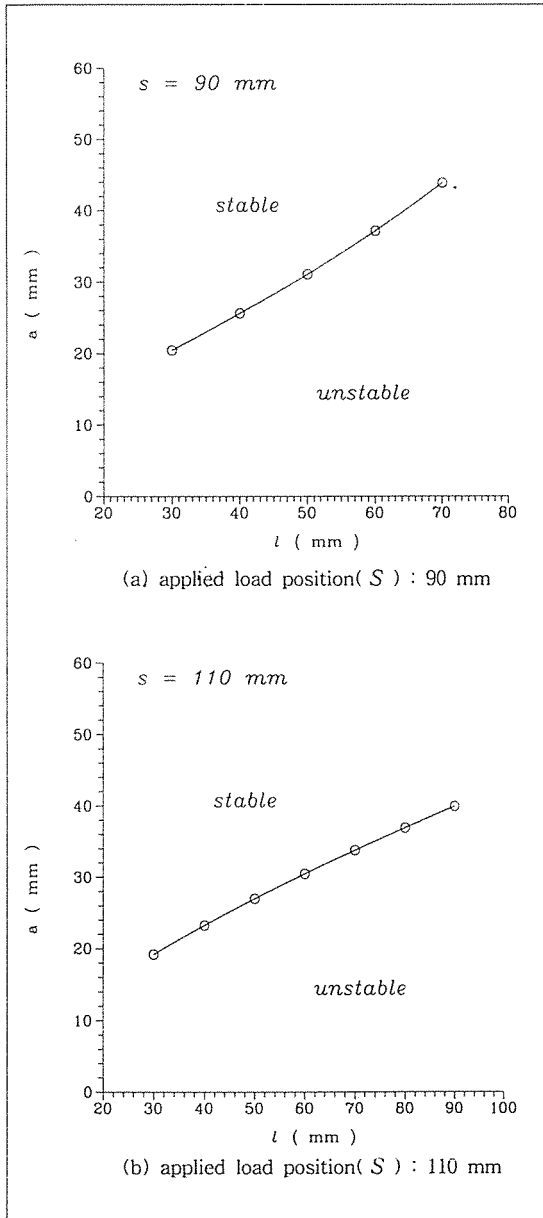 s = 90 mm
60
50
40
30
20
10
0
a ( mm )
stable
unstable
20 30 40 50 60 70 80
l ( mm )
(a) applied load position( S ) : 90 mm
s = 110 mm
60
50
40
30
20
10
0
a ( mm )
stable
unstable
20 30 40 50 60 70 80 90 100
l ( mm )
(b) applied load position( S ) : 110 mm